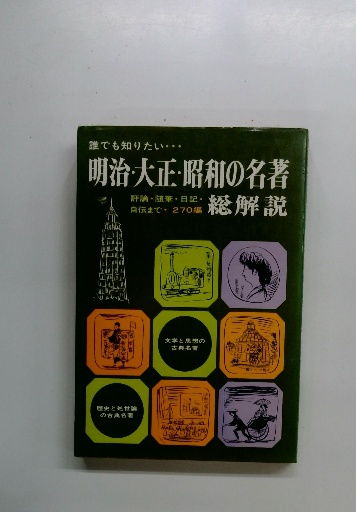 誰でも知りたい･･･
明治・大正・昭和の名著
評論・随筆・日記・
自伝まで・270編
総解説
文学と思想の
古典名著
歴史と処世論
の古典名著